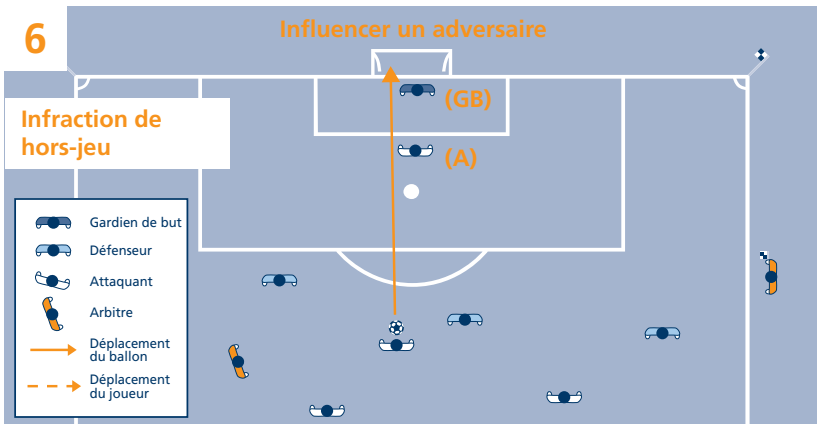 6
Influencer un adversaire
(GB)
Infraction de
hors-jeu
(A)
Gardien de but
Défenseur
Attaquant
Arbitre
Déplacement
du ballon
Déplacement
du joueur